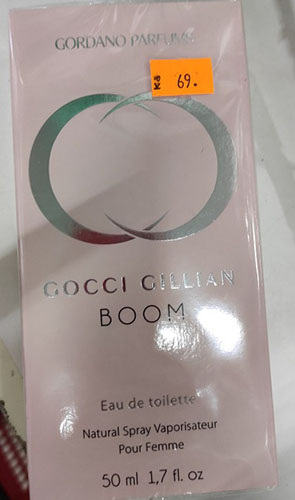 GORDANO PARFUMS
Kč 69.
GOCCI GILLIAN
BOOM
Eau de toilette
Natural Spray Vaporisateur
Pour Femme
50 ml 1,7 fl. oz